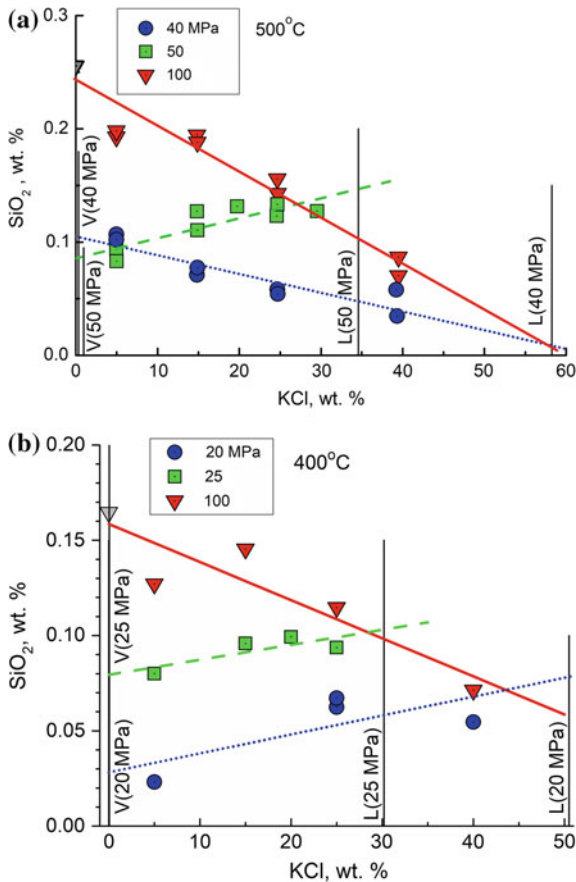 (a)
40 MPa
50
100
500°C
0.3
0.2
0.1
0.0
SiO2, wt. %
V(40 MPa)
V(50 MPa)
L(50 MPa)
L(40 MPa)
0 10 20 30 40 50 60
KCl, wt. %
(b)
20 MPa
25
100
400°C
0.20
0.15
0.10
0.05
0.00
SiO2, wt. %
V(25 MPa)
V(20 MPa)
L(25 MPa)
L(20 MPa)
0 10 20 30 40 50
KCl, wt. %